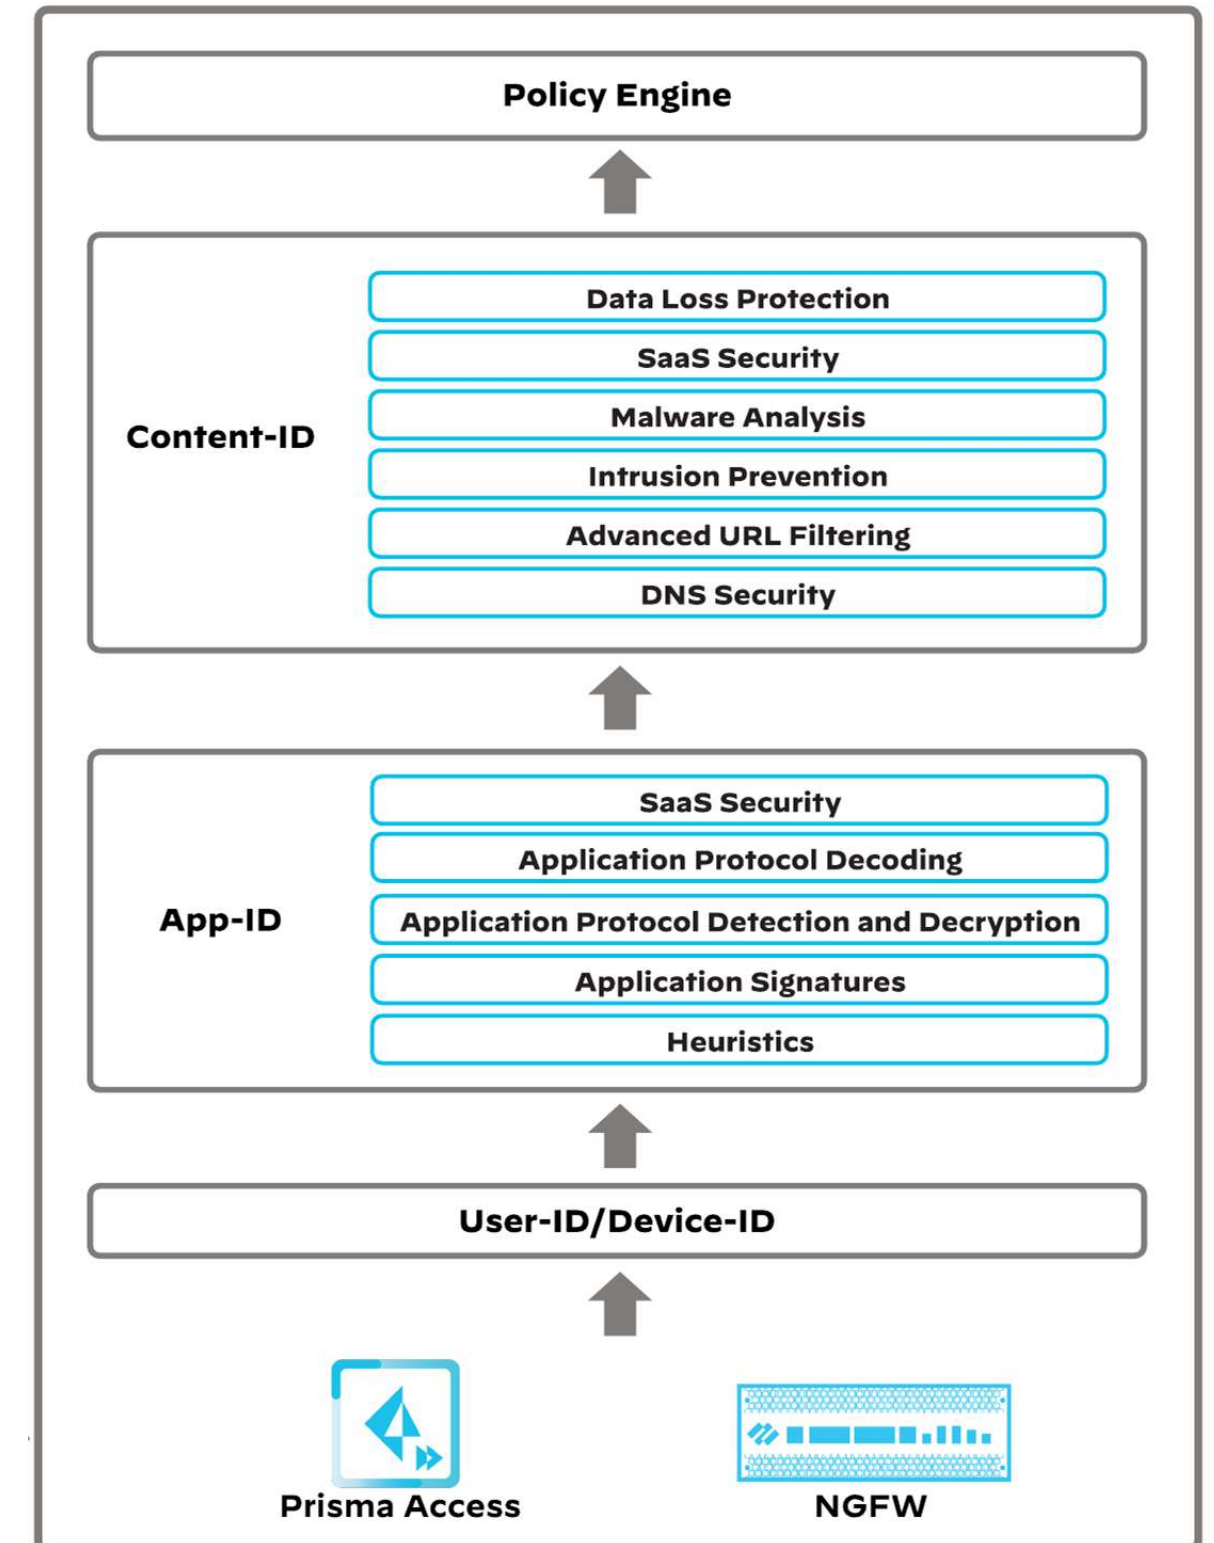 Policy Engine
Content-ID
Data Loss Protection
SaaS Security
Malware Analysis
Intrusion Prevention
Advanced URL Filtering
DNS Security
App-ID
SaaS Security
Application Protocol Decoding
Application Protocol Detection and Decryption
Application Signatures
Heuristics
User-ID/Device-ID
Prisma Access
NGFW